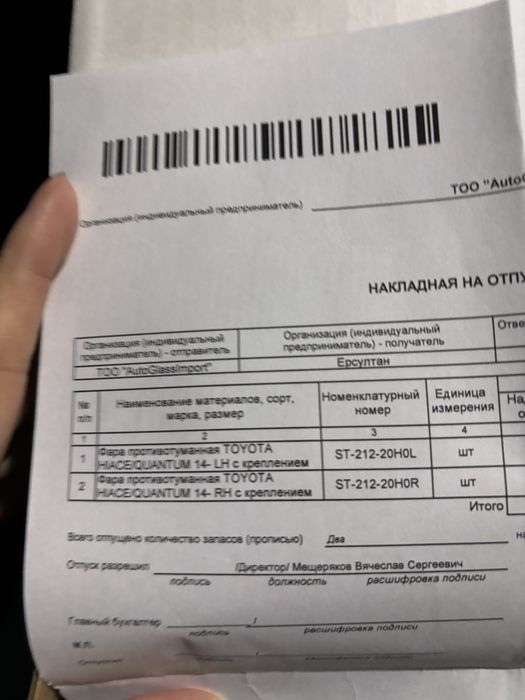 ТОО "AutoG
Организация (индивидуальный предприниматель)
НАКЛАДНАЯ НА ОТПУ
Организация (индивидуальный предприниматель) - отправитель
Организация (индивидуальный предприниматель) - получатель
Отве
ТОО "AutoGlassImport"
Ерсултан
№ п/п
Наименование материалов, сорт, марка, размер
Номенклатурный номер
Единица измерения
На
о
1 2 3 4
1 Фара противотуманная TOYOTA HIACE/QUANTUM 14- LH с креплением ST-212-20H0L шт
2 Фара противотуманная TOYOTA HIACE/QUANTUM 14- RH с креплением ST-212-20H0R шт
Итого
Всего отпущено количество запасов (прописью) Два на
Отпуск разрешил /Директор/ Мещеряков Вячеслав Сергеевич
подпись должность расшифровка подписи
Главный бухгалтер /
подпись расшифровка подписи
М.П.
/